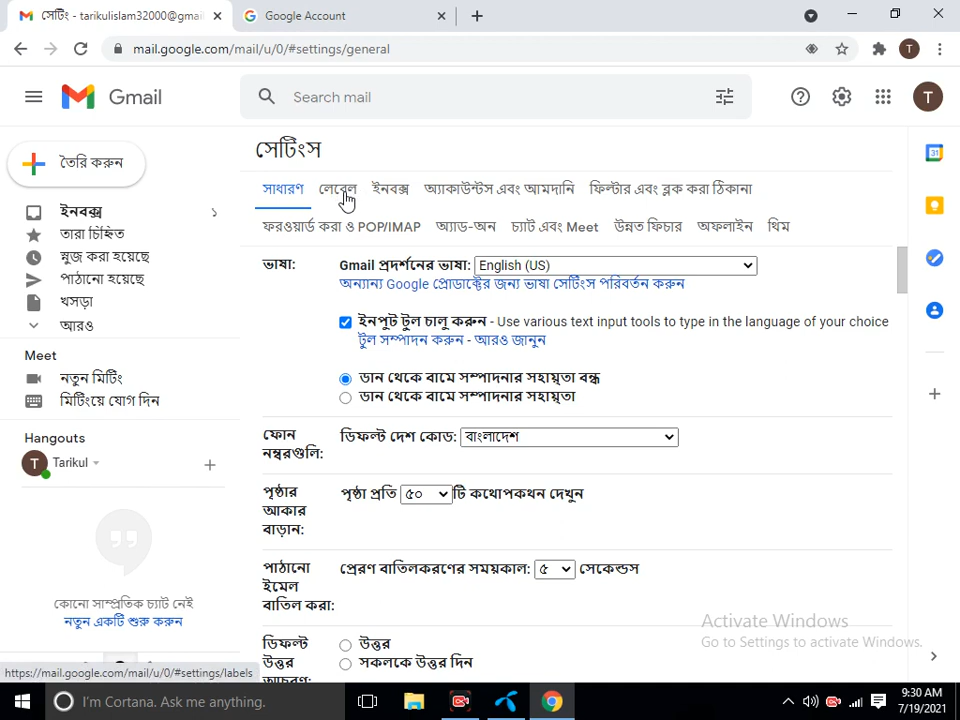 সেটিং - tarikulislam32000@gmai
Google Account
mail.google.com/mail/u/0/#settings/general
T
Gmail
Search mail
T
তৈরি করুন
সেটিংস
সাধারণ
লেবেল
ইনবক্স
অ্যাকাউন্টস এবং আমদানি
ফিল্টার এবং ব্লক করা ঠিকানা
ফরওয়ার্ড করা ও POP/IMAP
অ্যাড-অন
চ্যাট এবং Meet
উন্নত ফিচার
অফলাইন
থিম
31
ইনবক্স
১
তারা চিহ্নিত
স্নুজ করা হয়েছে
পাঠানো হয়েছে
খসড়া
আরও
Meet
নতুন মিটিং
মিটিংয়ে যোগ দিন
Hangouts
T
Tarikul
কোনো সাম্প্রতিক চ্যাট নেই
নতুন একটি শুরু করুন
ভাষা:
Gmail প্রদর্শনের ভাষা: English (US)
অন্যান্য Google প্রোডাক্টের জন্য ভাষা সেটিংস পরিবর্তন করুন
ইনপুট টুল চালু করুন - Use various text input tools to type in the language of your choice
টুল সম্পাদন করুন - আরও জানুন
ডান থেকে বামে সম্পাদনার সহায়তা বন্ধ
ডান থেকে বামে সম্পাদনার সহায়তা
ফোন
নম্বরগুলি:
ডিফল্ট দেশ কোড: বাংলাদেশ
পৃষ্ঠার
আকার
বাড়ান:
পৃষ্ঠা প্রতি ৫০ টি কথোপকথন দেখুন
পাঠানো
ইমেল
বাতিল করা:
প্রেরণ বাতিলকরণের সময়কাল: ৫ সেকেন্ডস
ডিফল্ট
উত্তর
আচরণ:
উত্তর
সকলকে উত্তর দিন
Activate Windows
Go to Settings to activate Windows.
https://mail.google.com/mail/u/0/#settings/labels
I'm Cortana. Ask me anything.
9:30 AM
7/19/2021